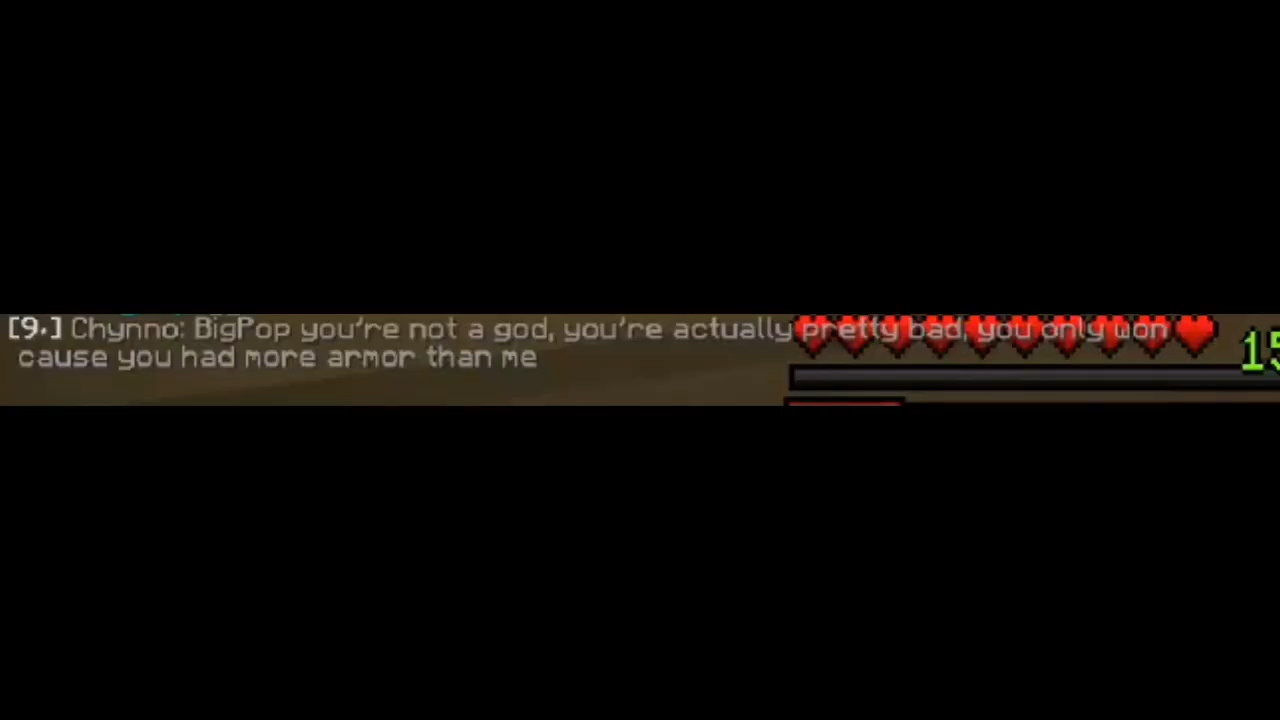 [9.] Chynno: BigPop you're not a god, you're actually pretty bad, you only won
cause you had more armor than me
15